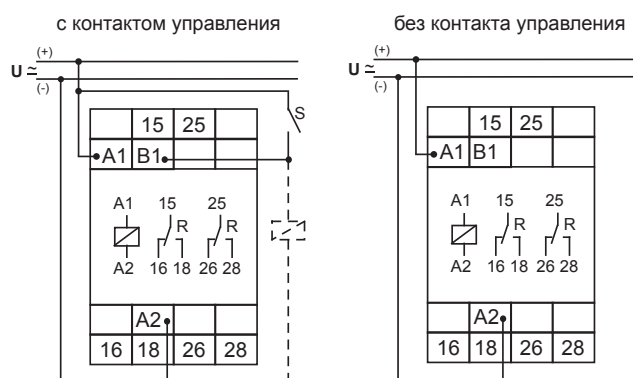 с контактом управления
без контакта управления
(+)
U ≃
(-)
S
15 25
A1 B1
A1 15 25
R R
A2 16 18 26 28
A2
16 18 26 28
(+)
U ≃
(-)
15 25
A1 B1
A1 15 25
R R
A2 16 18 26 28
A2
16 18 26 28